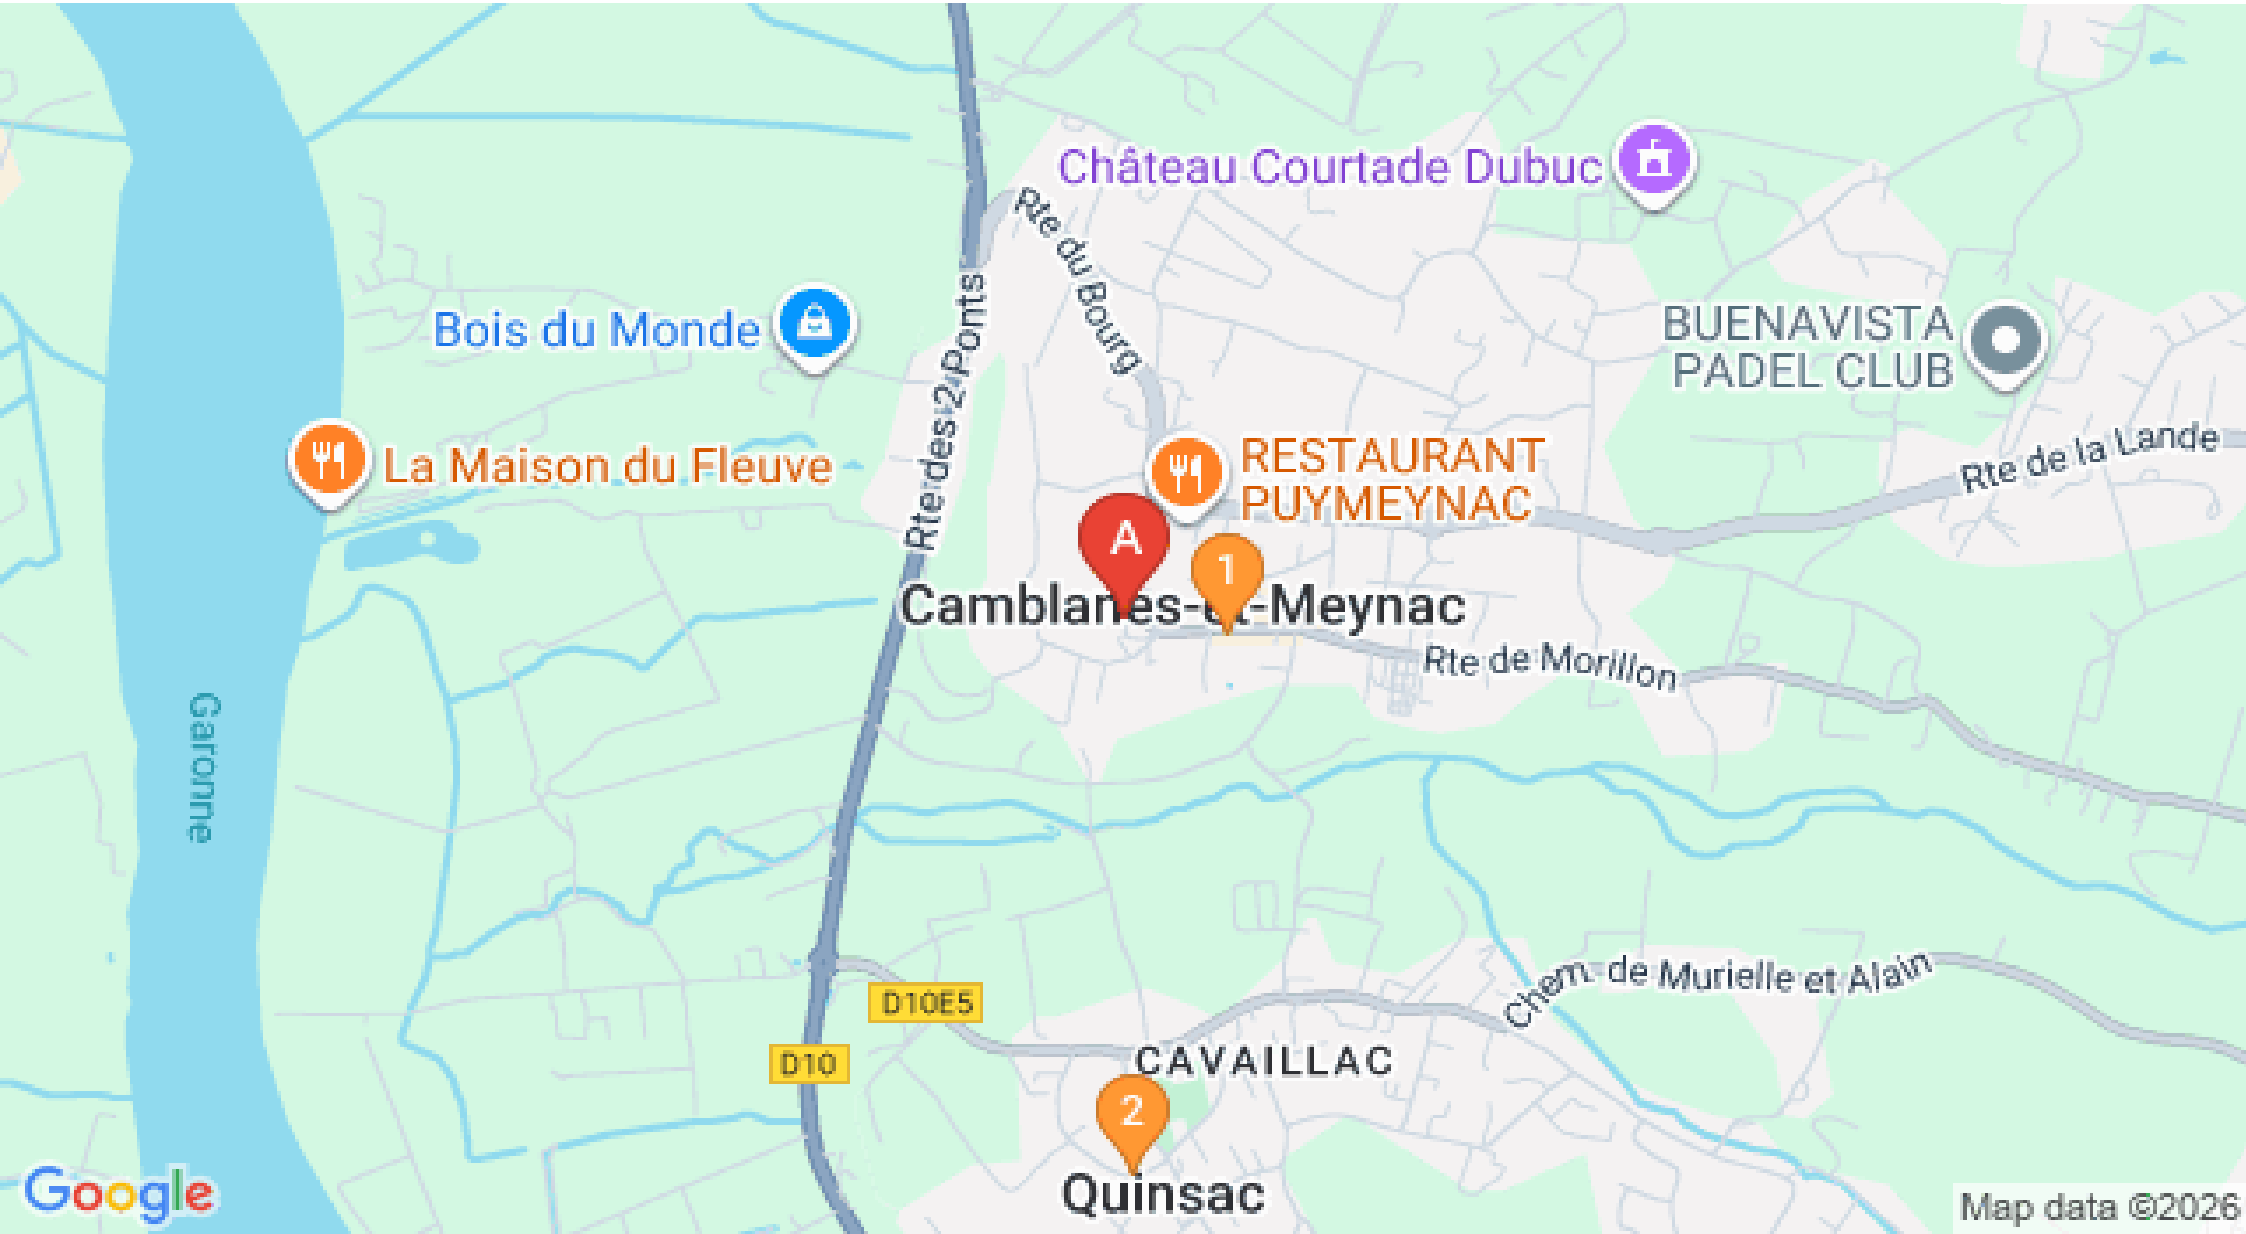 Château Courtade Dubuc
Rte du Bourg
Bois du Monde
Rte des 2 Ponts
BUENAVISTA
PADEL CLUB
La Maison du Fleuve
RESTAURANT
PUYMEYNAC
Rte de la Lande
A
1
Camblanes-et-Meynac
Rte de Morillon
Garonne
Chem. de Murielle et Alain
D10E5
D10
CAVAILLAC
2
Quinsac
Google
Map data ©2026